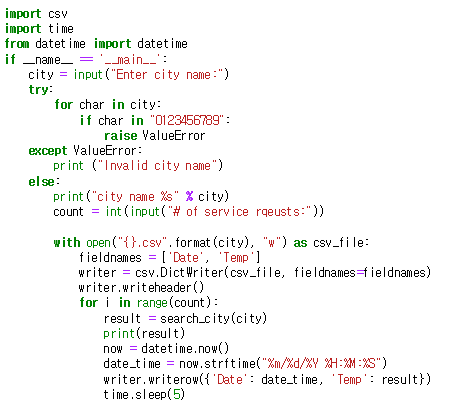 import csv
import time
from datetime import datetime
if __name__ == '__main__':
    city = input("Enter city name:")
    try:
        for char in city:
            if char in "0123456789":
                raise ValueError
    except ValueError:
        print ("Invalid city name")
    else:
        print("city name %s" % city)
        count = int(input("# of service rqeusts:"))

        with open("{}.csv".format(city), "w") as csv_file:
            fieldnames = ['Date', 'Temp']
            writer = csv.DictWriter(csv_file, fieldnames=fieldnames)
            writer.writeheader()
            for i in range(count):
                result = search_city(city)
                print(result)
                now = datetime.now()
                date_time = now.strftime("%m/%d/%Y %H:%M:%S")
                writer.writerow({'Date': date_time, 'Temp': result})
                time.sleep(5)